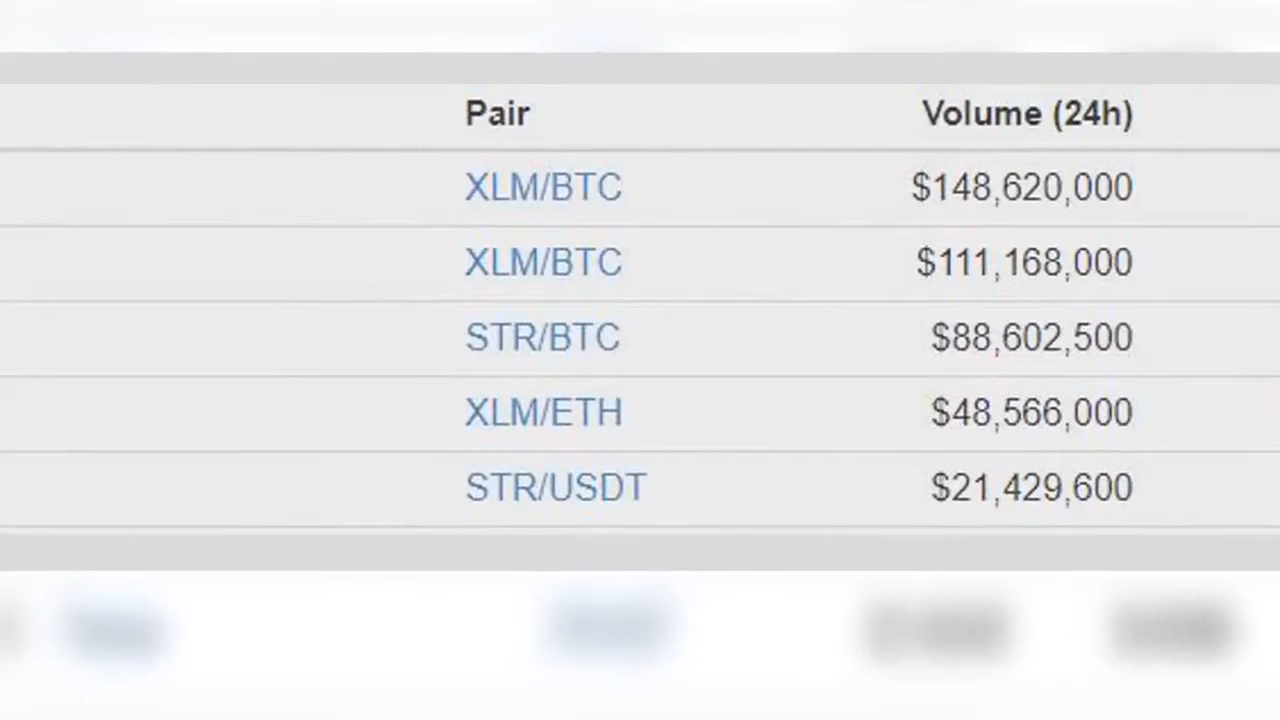 Pair Volume (24h)
XLM/BTC $148,620,000
XLM/BTC $111,168,000
STR/BTC $88,602,500
XLM/ETH $48,566,000
STR/USDT $21,429,600